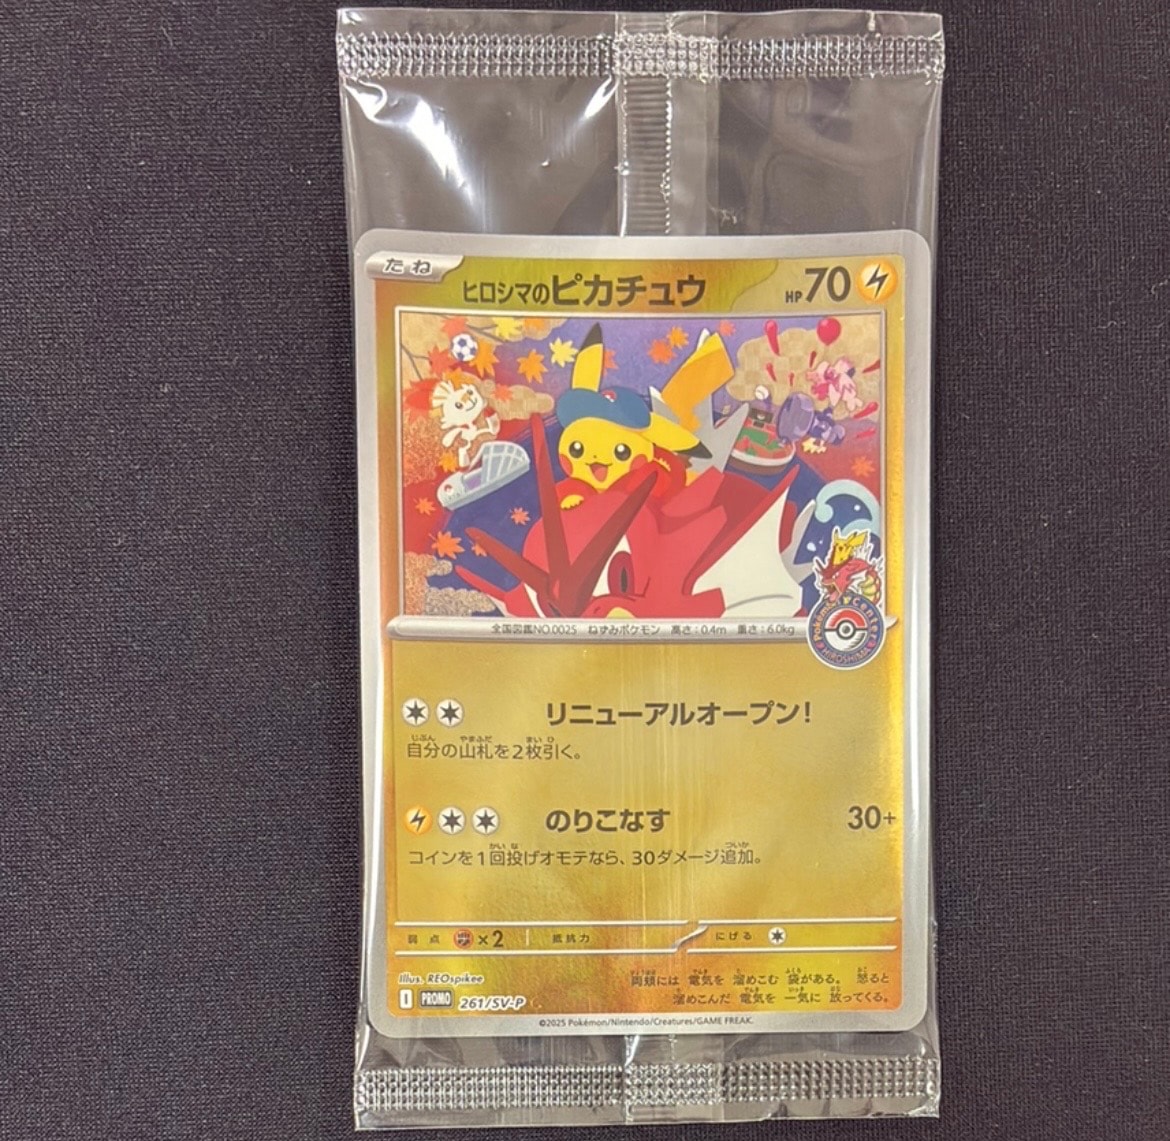 たね
ヒロシマのピカチュウ HP70
全国図鑑NO.0025 ねずみポケモン 高さ:0.4m 重さ:6.0kg
Pokémon Center
HIROSHIMA
リニューアルオープン!
自分の山札を2枚引く。
のりこなす 30+
コインを1回投げオモテなら、30ダメージ追加。
弱点 ×2 抵抗力 にげる
Illus. REOspikee
両頬には 電気を 溜めこむ 袋がある。 怒ると
I PROMO 261/SV-P
溜めこんだ 電気を 一気に 放ってくる。
©2025 Pokémon/Nintendo/Creatures/GAME FREAK.